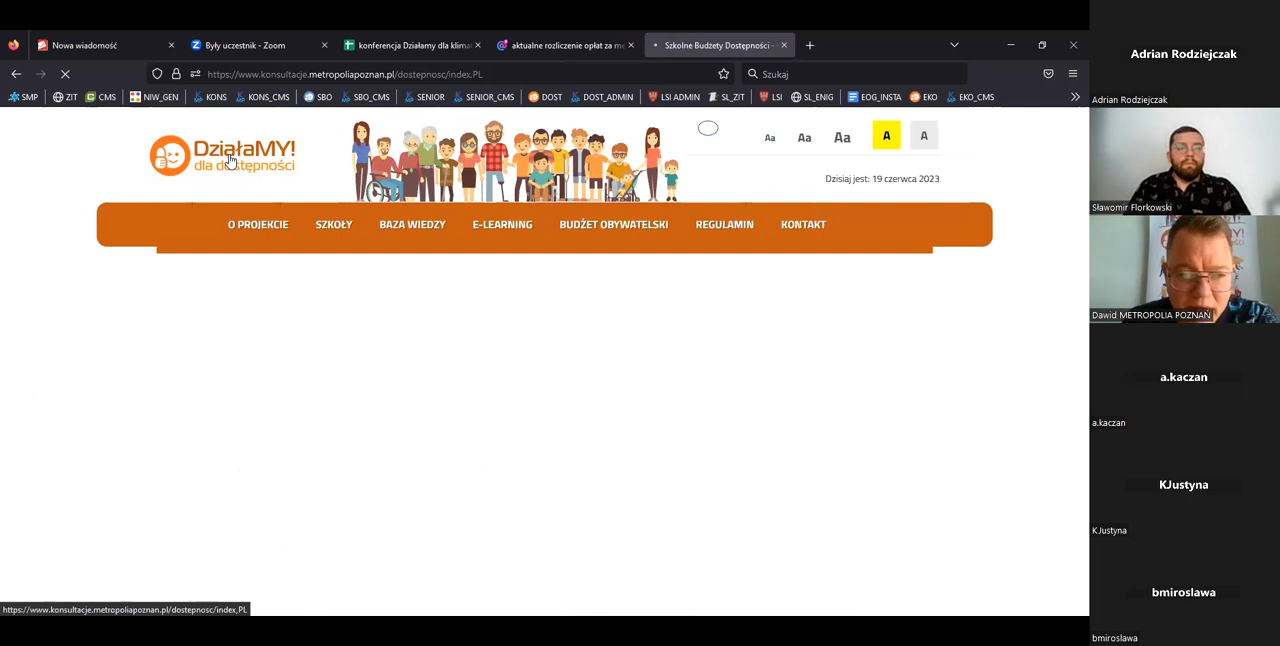 Nowa wiadomość
Były uczestnik - Zoom
konferencja Działamy dla klimat
aktualne rozliczenie opłat za me
Szkolne Budżety Dostępności -
https://www.konsultacje.metropoliapoznan.pl/dostepnosc/index,PL
Szukaj
SMP ZIT CMS NIW_GEN KONS KONS_CMS SBO SBO_CMS SENIOR SENIOR_CMS DOST DOST_ADMIN LSI ADMIN SL_ZIT LSI SL_ENIG EOG_INSTA EKO EKO_CMS
DziałaMY!
dla dostępności
Aa Aa Aa A A
Dzisiaj jest: 19 czerwca 2023
O PROJEKCIE SZKOŁY BAZA WIEDZY E-LEARNING BUDŻET OBYWATELSKI REGULAMIN KONTAKT
https://www.konsultacje.metropoliapoznan.pl/dostepnosc/index,PL
Adrian Rodziejczak
Adrian Rodziejczak
Sławomir Florkowski
Dawid METROPOLIA POZNAŃ
a.kaczan
a.kaczan
KJustyna
KJustyna
bmiroslawa
bmiroslawa